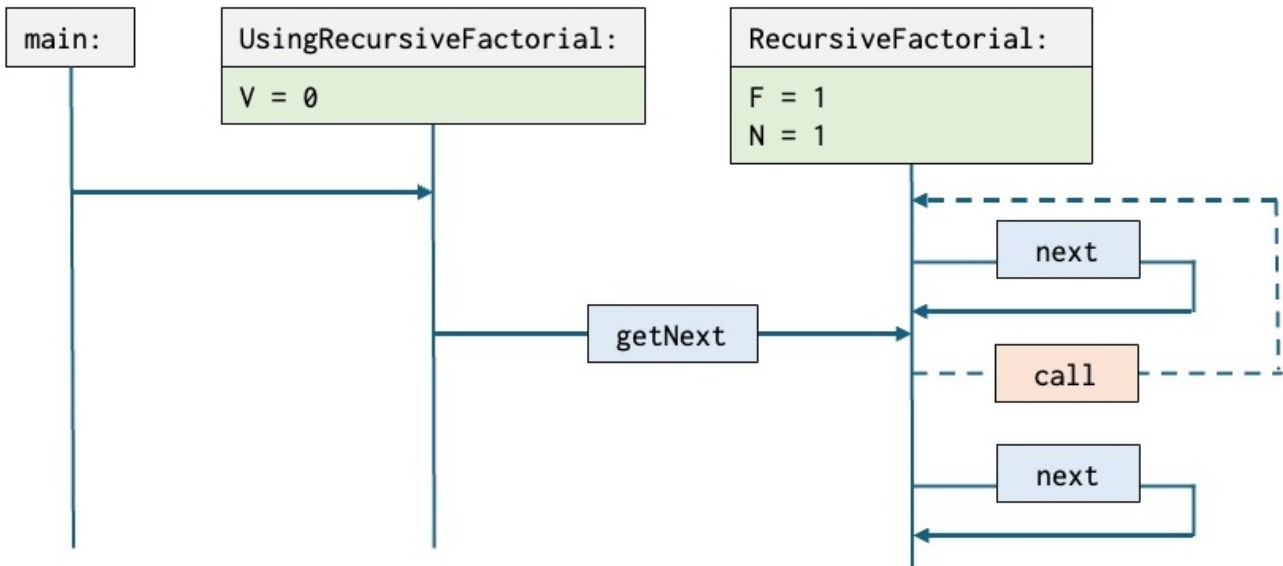 main:
UsingRecursiveFactorial:
V = 0
RecursiveFactorial:
F = 1
N = 1
next
getNext
call
next